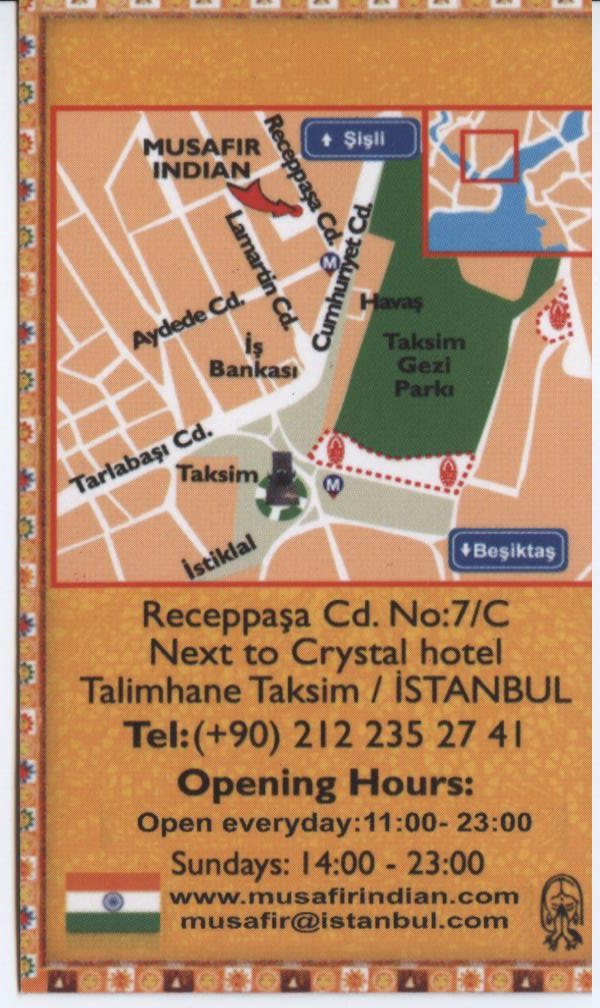 MUSAFIR
INDIAN
Receppaşa Cd.
Şişli
Lamartin Cd.
Cumhuriyet Cd.
M
Aydede Cd.
Havaş
İş
Bankası
Taksim
Gezi
Parkı
Tarlabaşı Cd.
Taksim
M
İstiklal
Beşiktaş
Receppaşa Cd. No:7/C
Next to Crystal hotel
Talimhane Taksim / İSTANBUL
Tel:(+90) 212 235 27 41
Opening Hours:
Open everyday:11:00- 23:00
Sundays: 14:00 - 23:00
www.musafirindian.com
musafir@istanbul.com